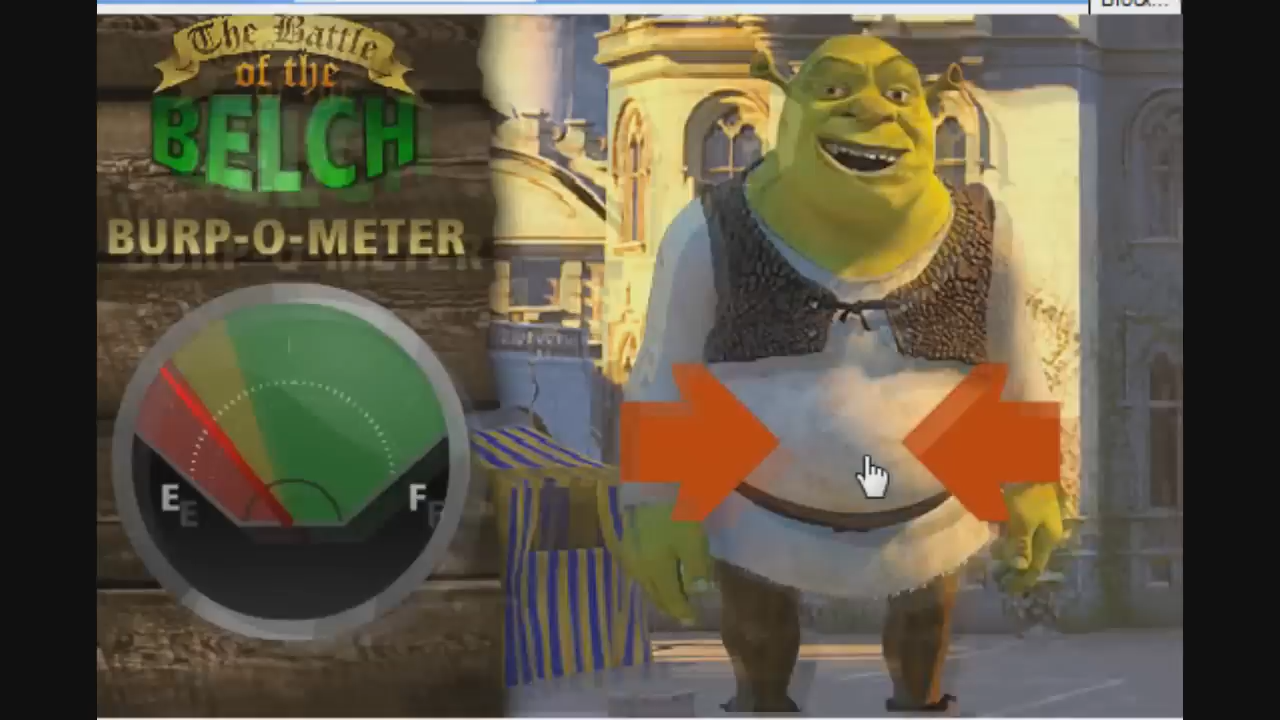 The Battle
of the
BELCH
BURP-O-METER
E
F